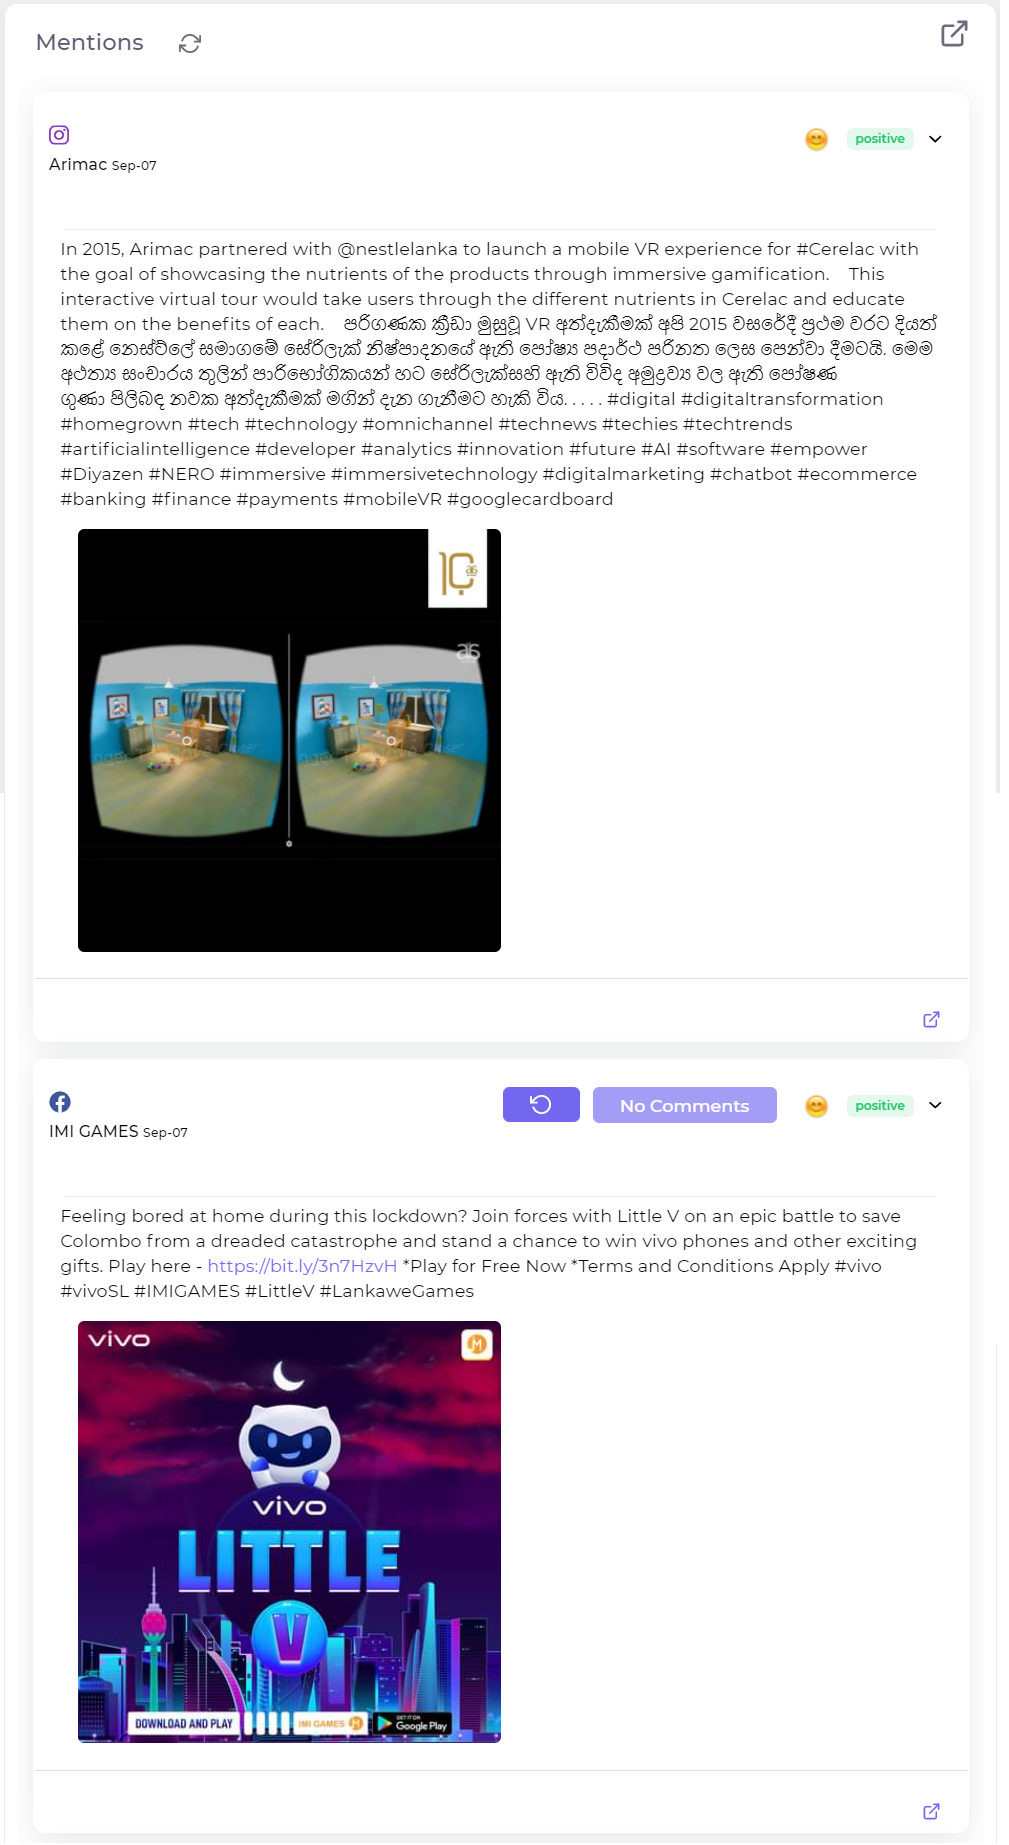 Mentions
positive
Arimac Sep-07
In 2015, Arimac partnered with @nestlelanka to launch a mobile VR experience for #Cerelac with
the goal of showcasing the nutrients of the products through immersive gamification. This
interactive virtual tour would take users through the different nutrients in Cerelac and educate
them on the benefits of each. පරිගණක ක්‍රීඩා මුසුවූ VR අත්දැකීමක් අපි 2015 වසරේදී ප්‍රථම වරට දියත්
කළේ නෙස්ට්ලේ සමාගමේ සේරිලැක් නිෂ්පාදනයේ ඇති පෝෂ්‍ය පදාර්ථ පරිනත ලෙස පෙන්වා දීමටයි. මෙම
අථත්‍ය සංචාරය තුලින් පාරිභෝගිකයන් හට සේරිලැක්සහි ඇති විවිද අමුද්‍රව්‍ය වල ඇති පෝෂණ
ගුණා පිලිබඳ නවක අත්දැකීමක් මගින් දැන ගැනීමට හැකි විය. . . . . #digital #digitaltransformation
#homegrown #tech #technology #omnichannel #technews #techies #techtrends
#artificialintelligence #developer #analytics #innovation #future #AI #software #empower
#Diyazen #NERO #immersive #immersivetechnology #digitalmarketing #chatbot #ecommerce
#banking #finance #payments #mobileVR #googlecardboard
No Comments
positive
IMI GAMES Sep-07
Feeling bored at home during this lockdown? Join forces with Little V on an epic battle to save
Colombo from a dreaded catastrophe and stand a chance to win vivo phones and other exciting
gifts. Play here - https://bit.ly/3n7HzvH *Play for Free Now *Terms and Conditions Apply #vivo
#vivoSL #IMIGAMES #LittleV #LankaweGames
vivo
vivo
LITTLE
V
DOWNLOAD AND PLAY
IMI GAMES
GET IT ON
Google Play